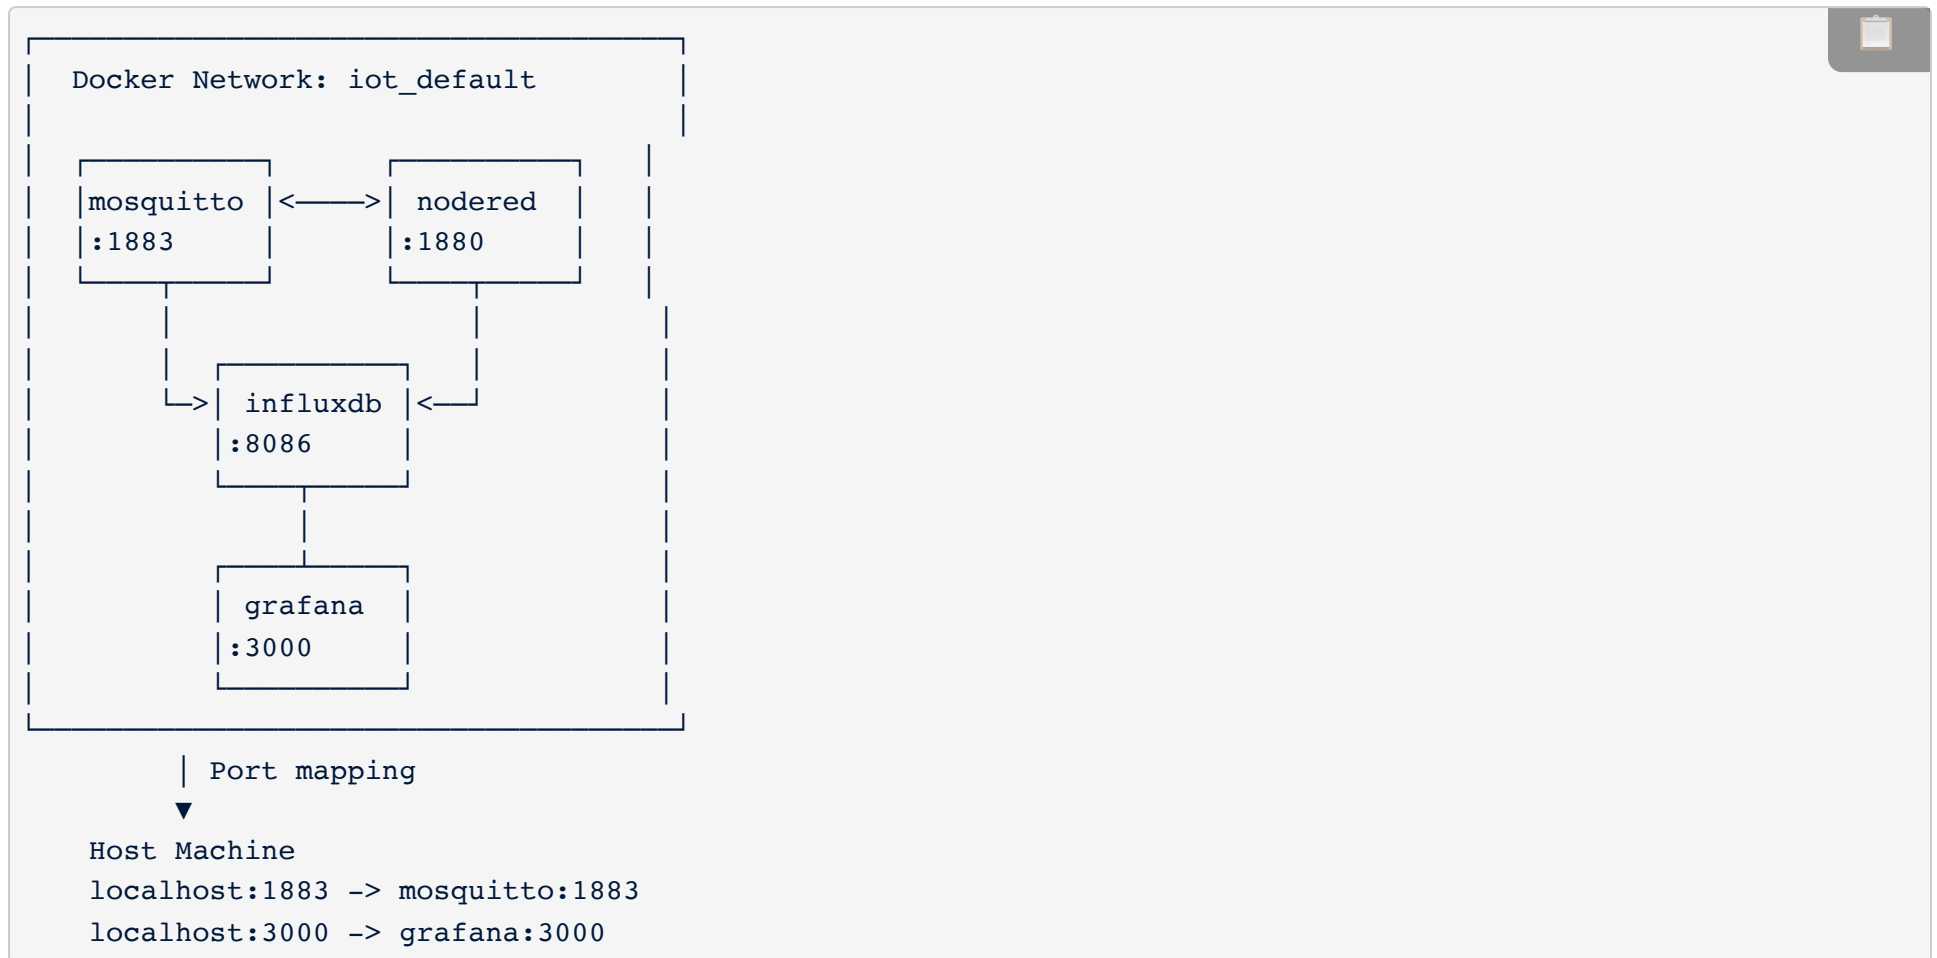 Docker Network: iot_default
mosquitto <────> nodered
:1883 :1880
└─> influxdb <──┘
:8086
grafana
:3000
Port mapping
▼
Host Machine
localhost:1883 -> mosquitto:1883
localhost:3000 -> grafana:3000